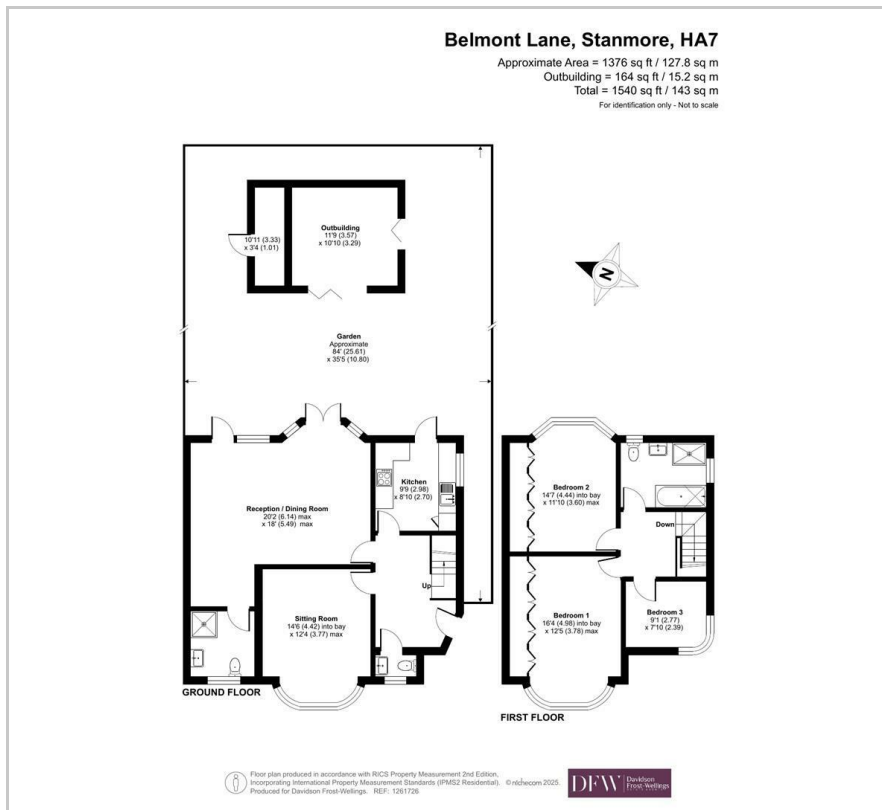 Belmont Lane, Stanmore, HA7
Approximate Area = 1376 sq ft / 127.8 sq m
Outbuilding = 164 sq ft / 15.2 sq m
Total = 1540 sq ft / 143 sq m
For identification only - Not to scale
10'11 (3.33)
x 3'4 (1.01)
Outbuilding
11'9 (3.57)
x 10'10 (3.29)
N
Garden
Approximate
84' (25.61)
x 35'5 (10.80)
Kitchen
9'9 (2.98)
x 8'10 (2.70)
Reception / Dining Room
20'2 (6.14) max
x 18' (5.49) max
Up
Sitting Room
14'6 (4.42) into bay
x 12'4 (3.77) max
GROUND FLOOR
Bedroom 2
14'7 (4.44) into bay
x 11'10 (3.60) max
Down
Bedroom 1
16'4 (4.98) into bay
x 12'5 (3.78) max
Bedroom 3
9'1 (2.77)
x 7'10 (2.39)
FIRST FLOOR
Floor plan produced in accordance with RICS Property Measurement 2nd Edition,
Incorporating International Property Measurement Standards (IPMS2 Residential). ©nichecom 2025.
Produced for Davidson Frost-Wellings. REF: 1261726
DFW
Davidson
Frost-Wellings